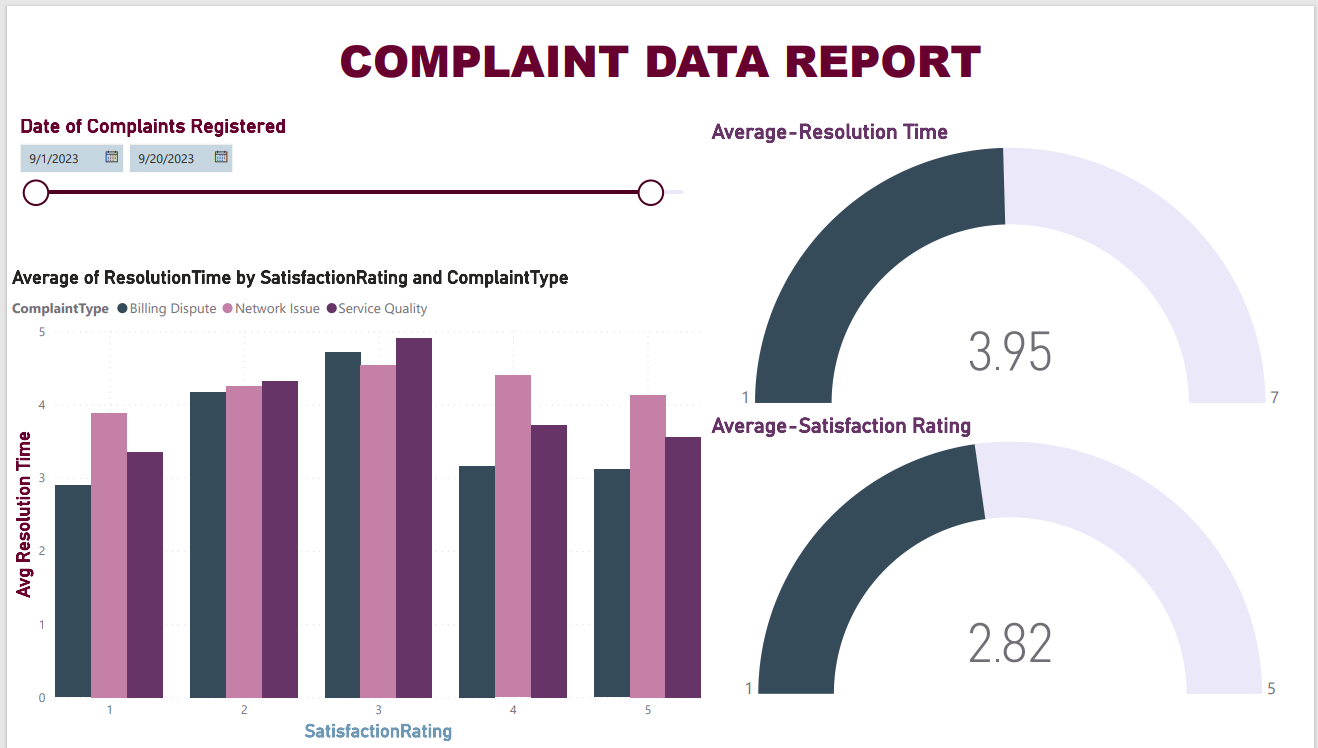 COMPLAINT DATA REPORT
Date of Complaints Registered
9/1/2023
9/20/2023
Average of ResolutionTime by SatisfactionRating and ComplaintType
ComplaintType Billing Dispute Network Issue Service Quality
Avg Resolution Time
5
4
3
2
1
0
1 2 3 4 5
SatisfactionRating
Average-Resolution Time
3.95
1 7
Average-Satisfaction Rating
2.82
1 5